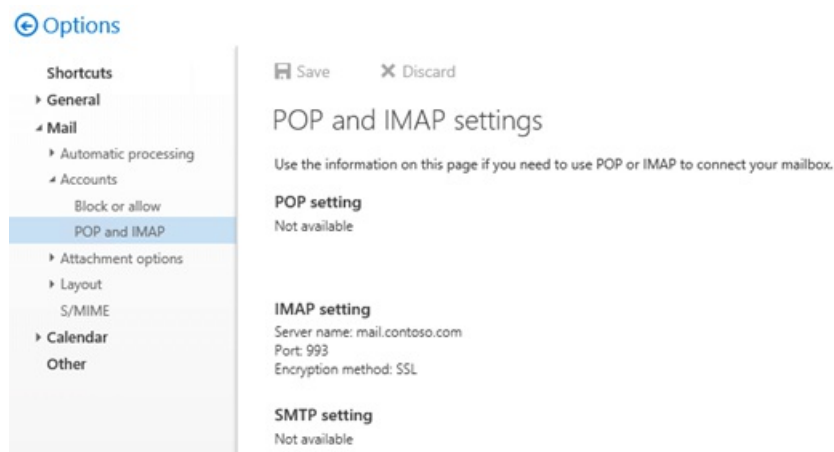 Options
Shortcuts
General
Mail
Automatic processing
Accounts
Block or allow
POP and IMAP
Attachment options
Layout
S/MIME
Calendar
Other
Save
Discard
POP and IMAP settings
Use the information on this page if you need to use POP or IMAP to connect your mailbox.
POP setting
Not available
IMAP setting
Server name: mail.contoso.com
Port: 993
Encryption method: SSL
SMTP setting
Not available